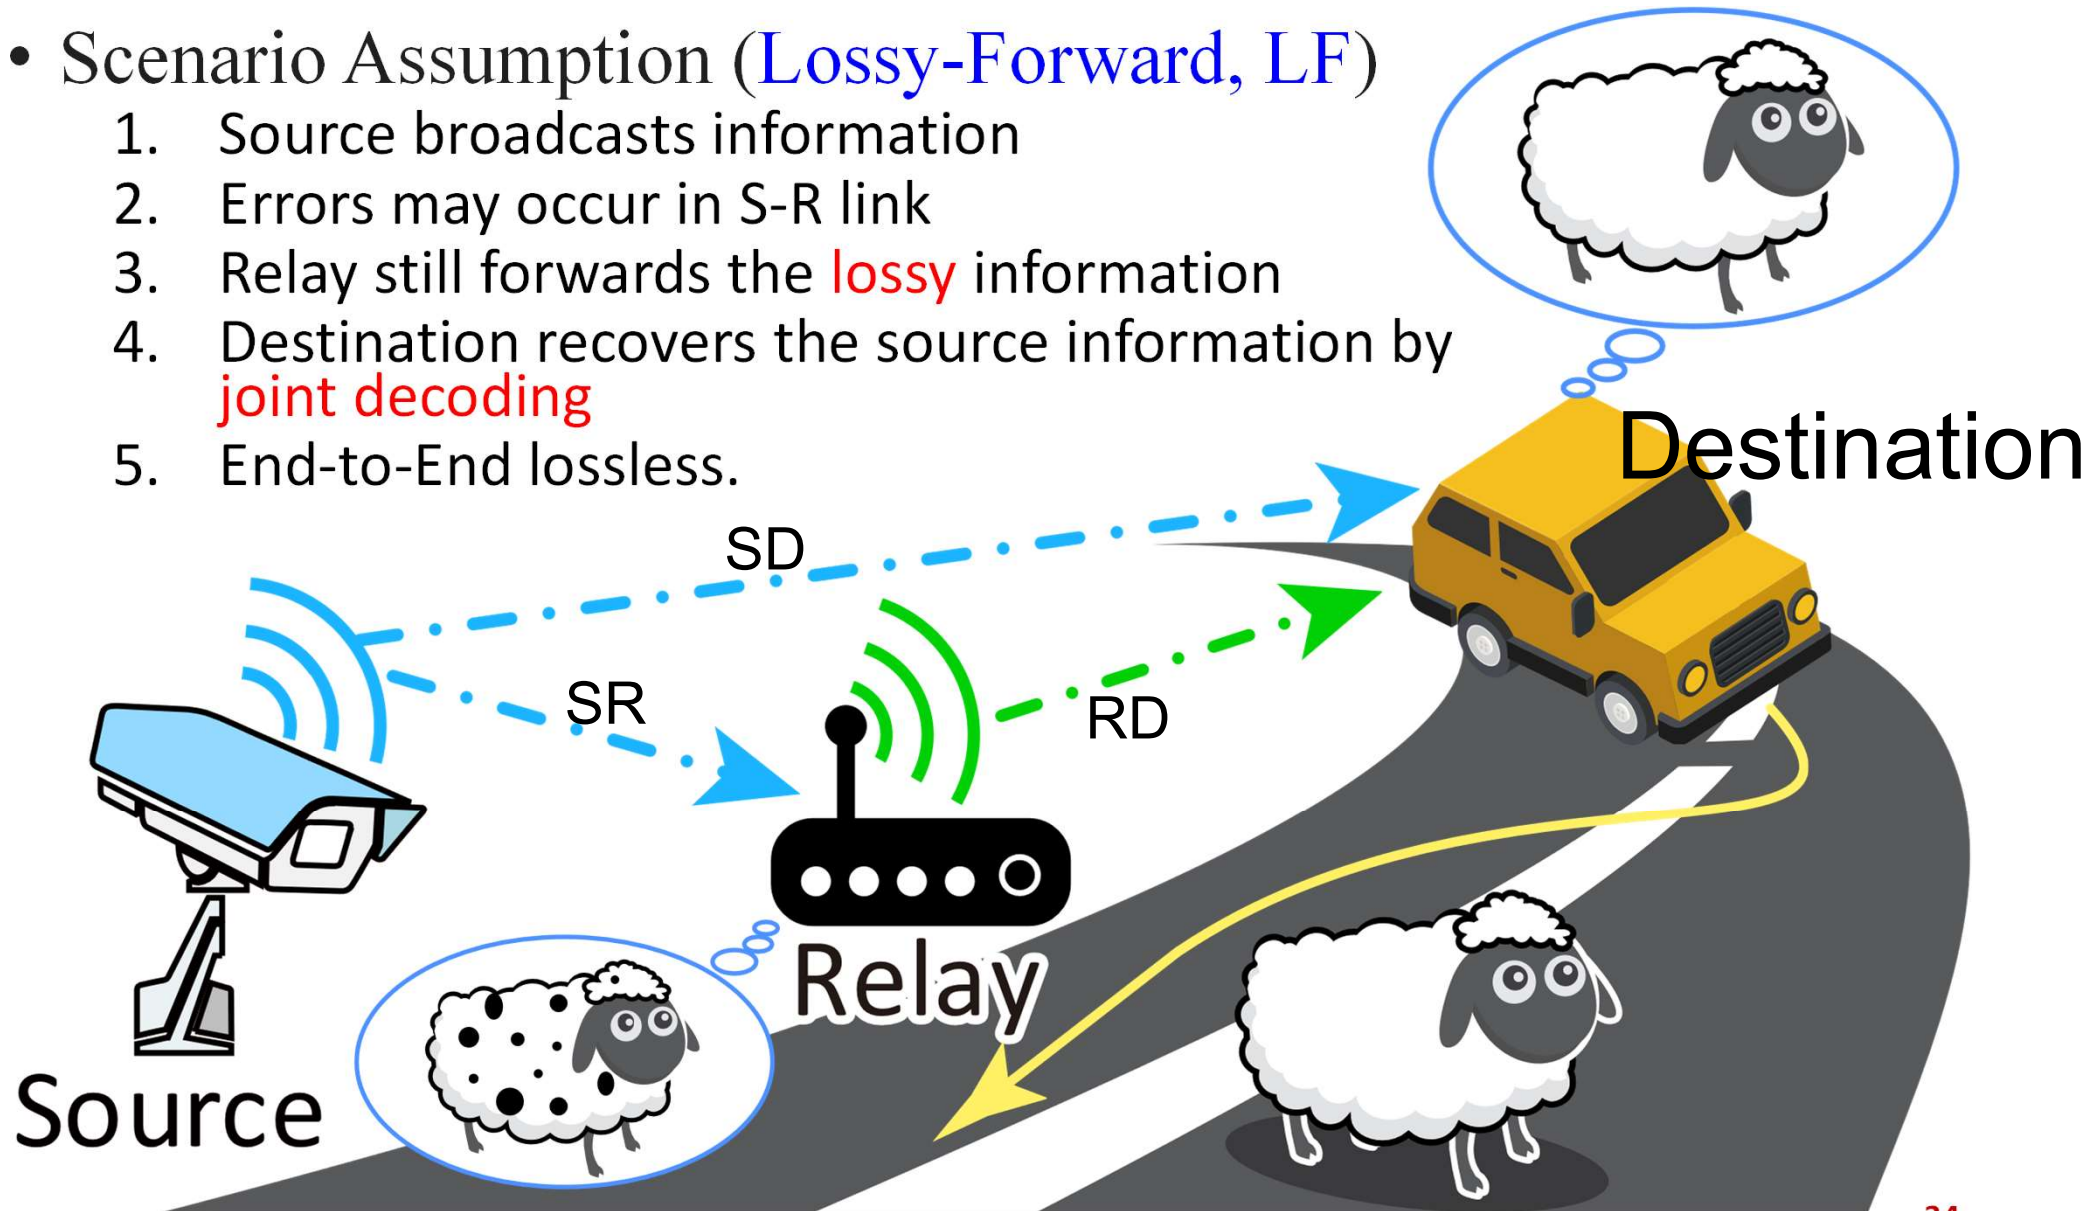 • Scenario Assumption (Lossy-Forward, LF)
1. Source broadcasts information
2. Errors may occur in S-R link
3. Relay still forwards the lossy information
4. Destination recovers the source information by
joint decoding
5. End-to-End lossless.
Destination
SD
SR
RD
Relay
Source